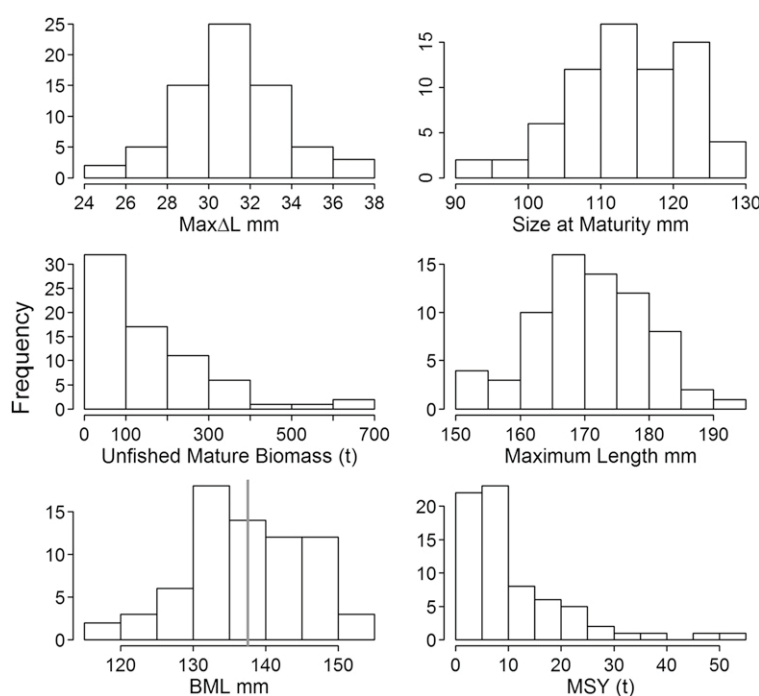 25
20
15
10
5
0
24 26 28 30 32 34 36 38
MaxΔL mm
15
10
5
0
90 100 110 120 130
Size at Maturity mm
Frequency
30
25
20
15
10
5
0
0 100 300 500 700
Unfished Mature Biomass (t)
15
10
5
0
150 160 170 180 190
Maximum Length mm
15
10
5
0
120 130 140 150
BML mm
20
15
10
5
0
0 10 20 30 40 50
MSY (t)